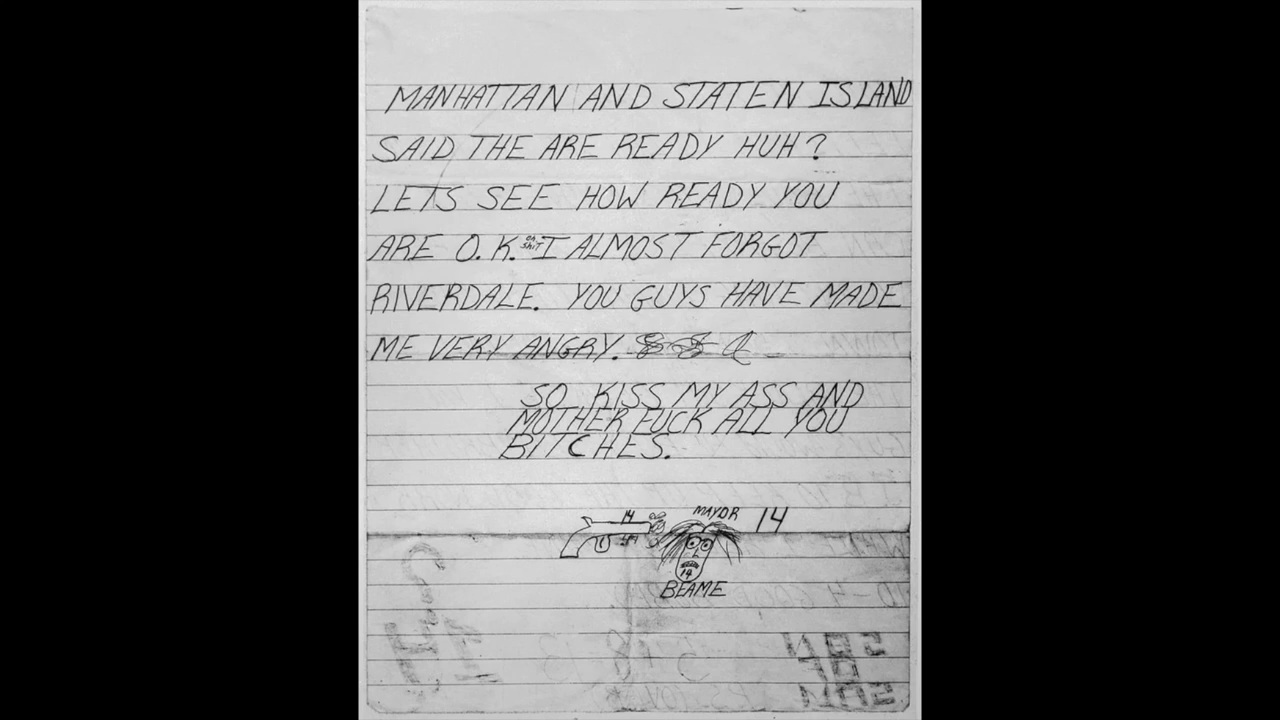 MANHATTAN AND STATEN ISLAND
SAID THE ARE READY HUH?
LETS SEE HOW READY YOU
ARE O.K. oh shit I ALMOST FORGOT
RIVERDALE. YOU GUYS HAVE MADE
ME VERY ANGRY.
SO KISS MY ASS AND
MOTHER FUCK ALL YOU
BITCHES.
MAYOR 14
14
14
BEAME